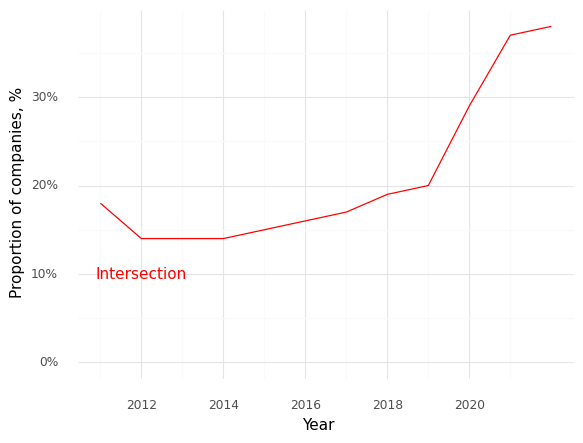 Proportion of companies, %
30%
20%
10%
0%
Intersection
2012 2014 2016 2018 2020
Year